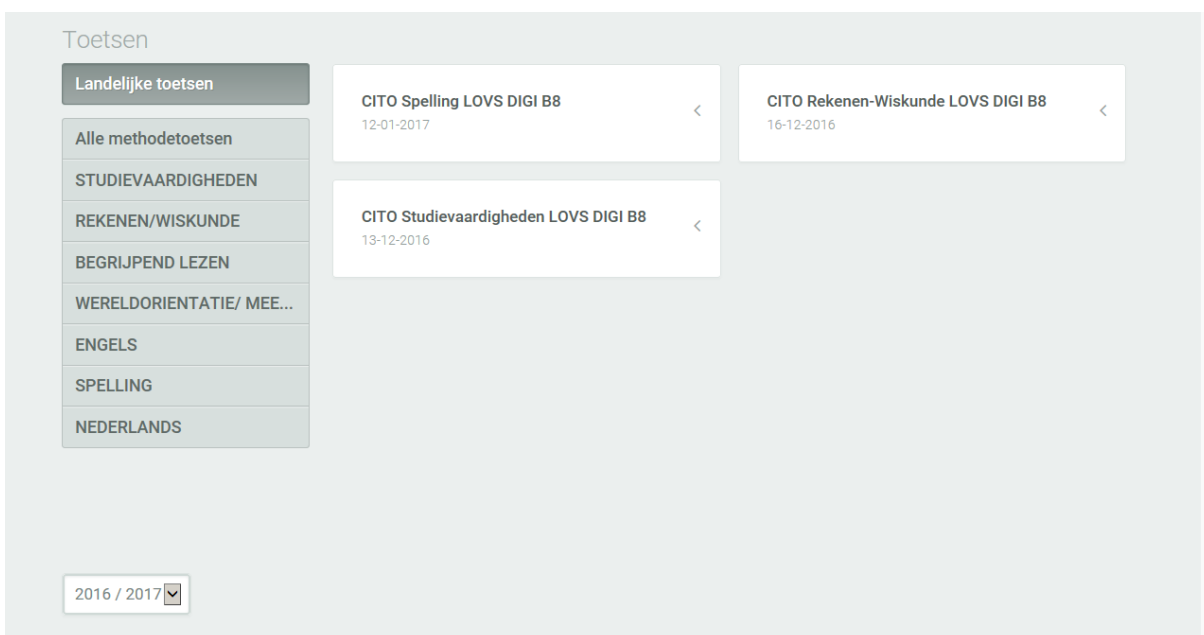 Toetsen
Landelijke toetsen
Alle methodetoetsen
STUDIEVAARDIGHEDEN
REKENEN/WISKUNDE
BEGRIJPEND LEZEN
WERELDORIENTATIE/ MEE...
ENGELS
SPELLING
NEDERLANDS
2016 / 2017
CITO Spelling LOVS DIGI B8
12-01-2017
CITO Rekenen-Wiskunde LOVS DIGI B8
16-12-2016
CITO Studievaardigheden LOVS DIGI B8
13-12-2016